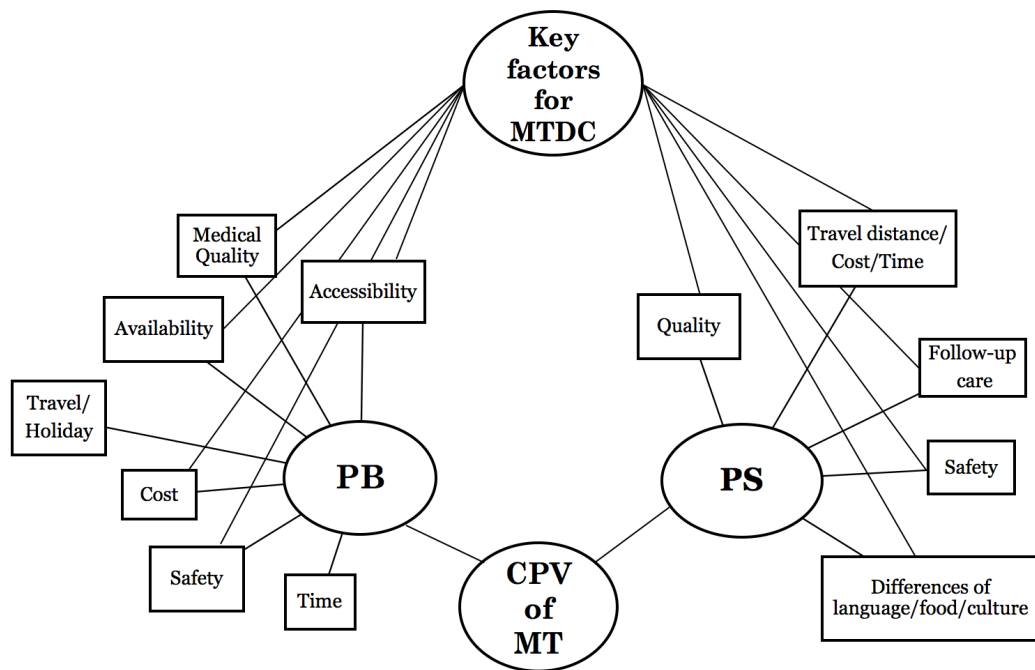 Key
factors
for
MTDC
Medical
Quality
Accessibility
Availability
Travel/
Holiday
Cost
Safety
Time
PB
CPV
of
MT
PS
Quality
Travel distance/
Cost/Time
Follow-up
care
Safety
Differences of
language/food/culture